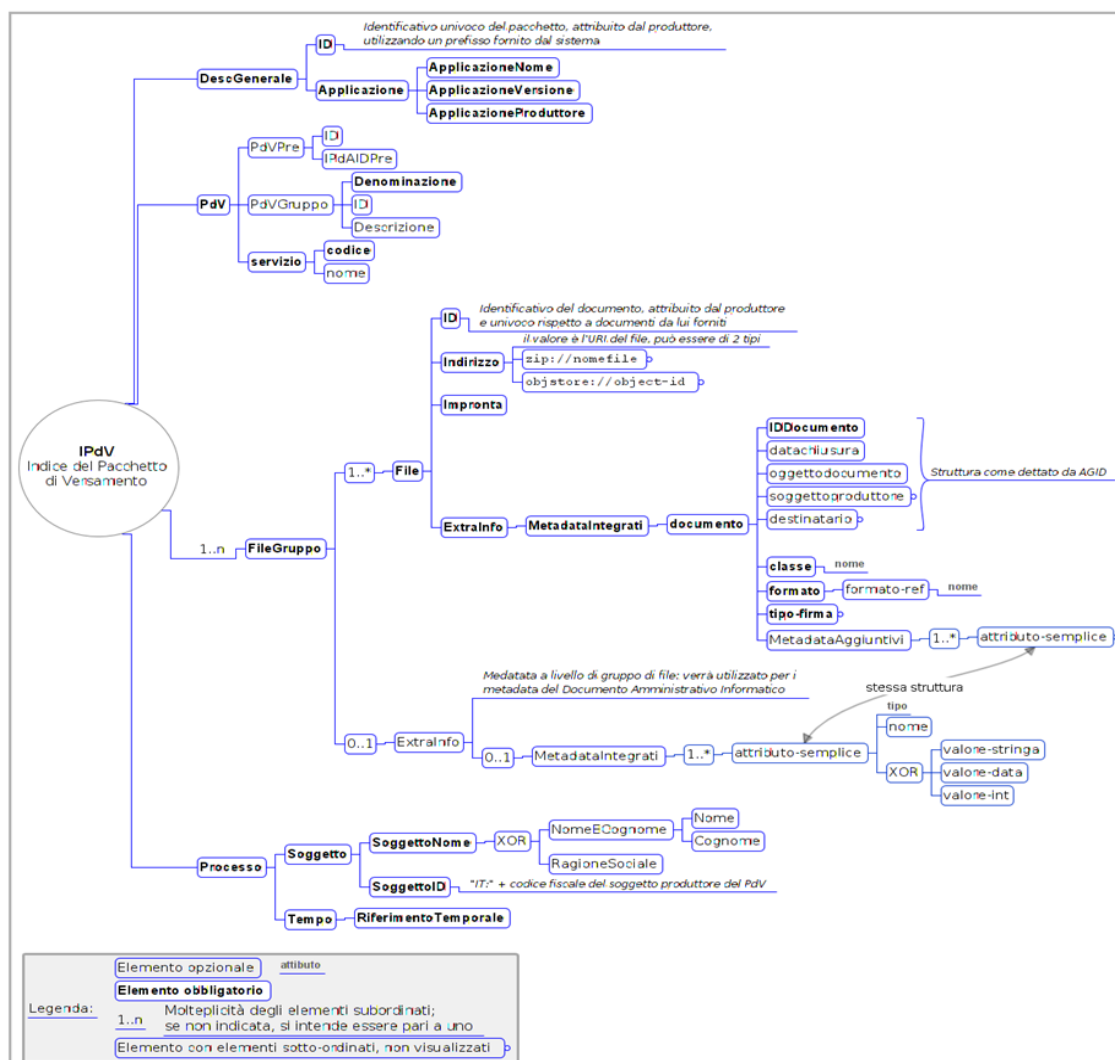 Identificativo univoco del pacchetto, attribuito dal produttore,
utilizzando un prefisso fornito dal sistema
ID
DescGenerale
Applicazione
ApplicazioneNome
ApplicazioneVersione
ApplicazioneProduttore
PdV
PdVPre
ID
IPdAIDPre
PdVGruppo
Denominazione
ID
Descrizione
servizio
codice
nome
IPdV
Indice del Pacchetto
di Versamento
1..n
FileGruppo
1..*
File
ID
Identificativo del documento, attribuito dal produttore
e univoco rispetto a documenti da lui forniti
Indirizzo
il valore è l'URI del file, può essere di 2 tipi
zip://nomefile
objstore://object-id
Impronta
ExtraInfo
MetadataIntegrati
documento
IDDocumento
datachiusura
oggettodocumento
soggettoproduttore
destinatario
Struttura come dettato da AGID
classe
nome
formato
formato-ref
nome
tipo-firma
MetadataAggiuntivi
1..*
attributo-semplice
stessa struttura
0..1
ExtraInfo
Medatata a livello di gruppo di file: verrà utilizzato per i
metadata del Documento Amministrativo Informatico
0..1
MetadataIntegrati
1..*
attributo-semplice
tipo
nome
XOR
valone-stringa
valone-data
valone-int
Processo
Soggetto
SoggettoNome
XOR
NomeECognome
Nome
Cognome
RagioneSociale
SoggettoID
"IT:" + codice fiscale del soggetto produttore del PdV
Tempo
RiferimentoTemporale
Legenda:
Elemento opzionale
attibuto
Elemento obbligatorio
1..n
Molteplicità degli elementi subordinati;
se non indicata, si intende essere pari a uno
Elemento con elementi sotto-ordinati, non visualizzati